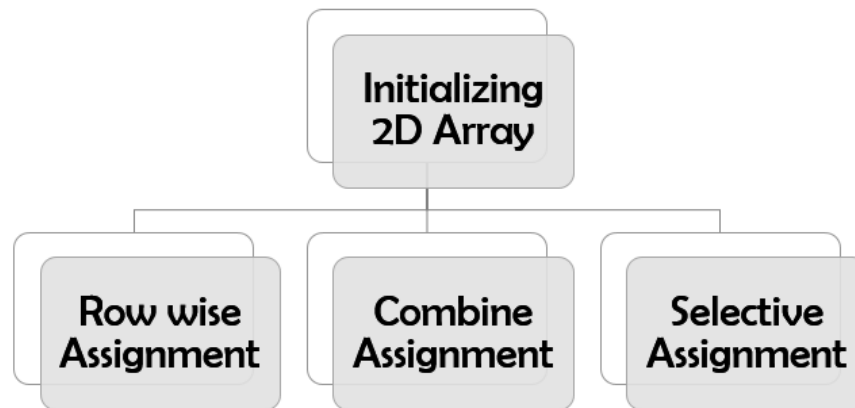 Initializing
2D Array
Row wise
Assignment
Combine
Assignment
Selective
Assignment